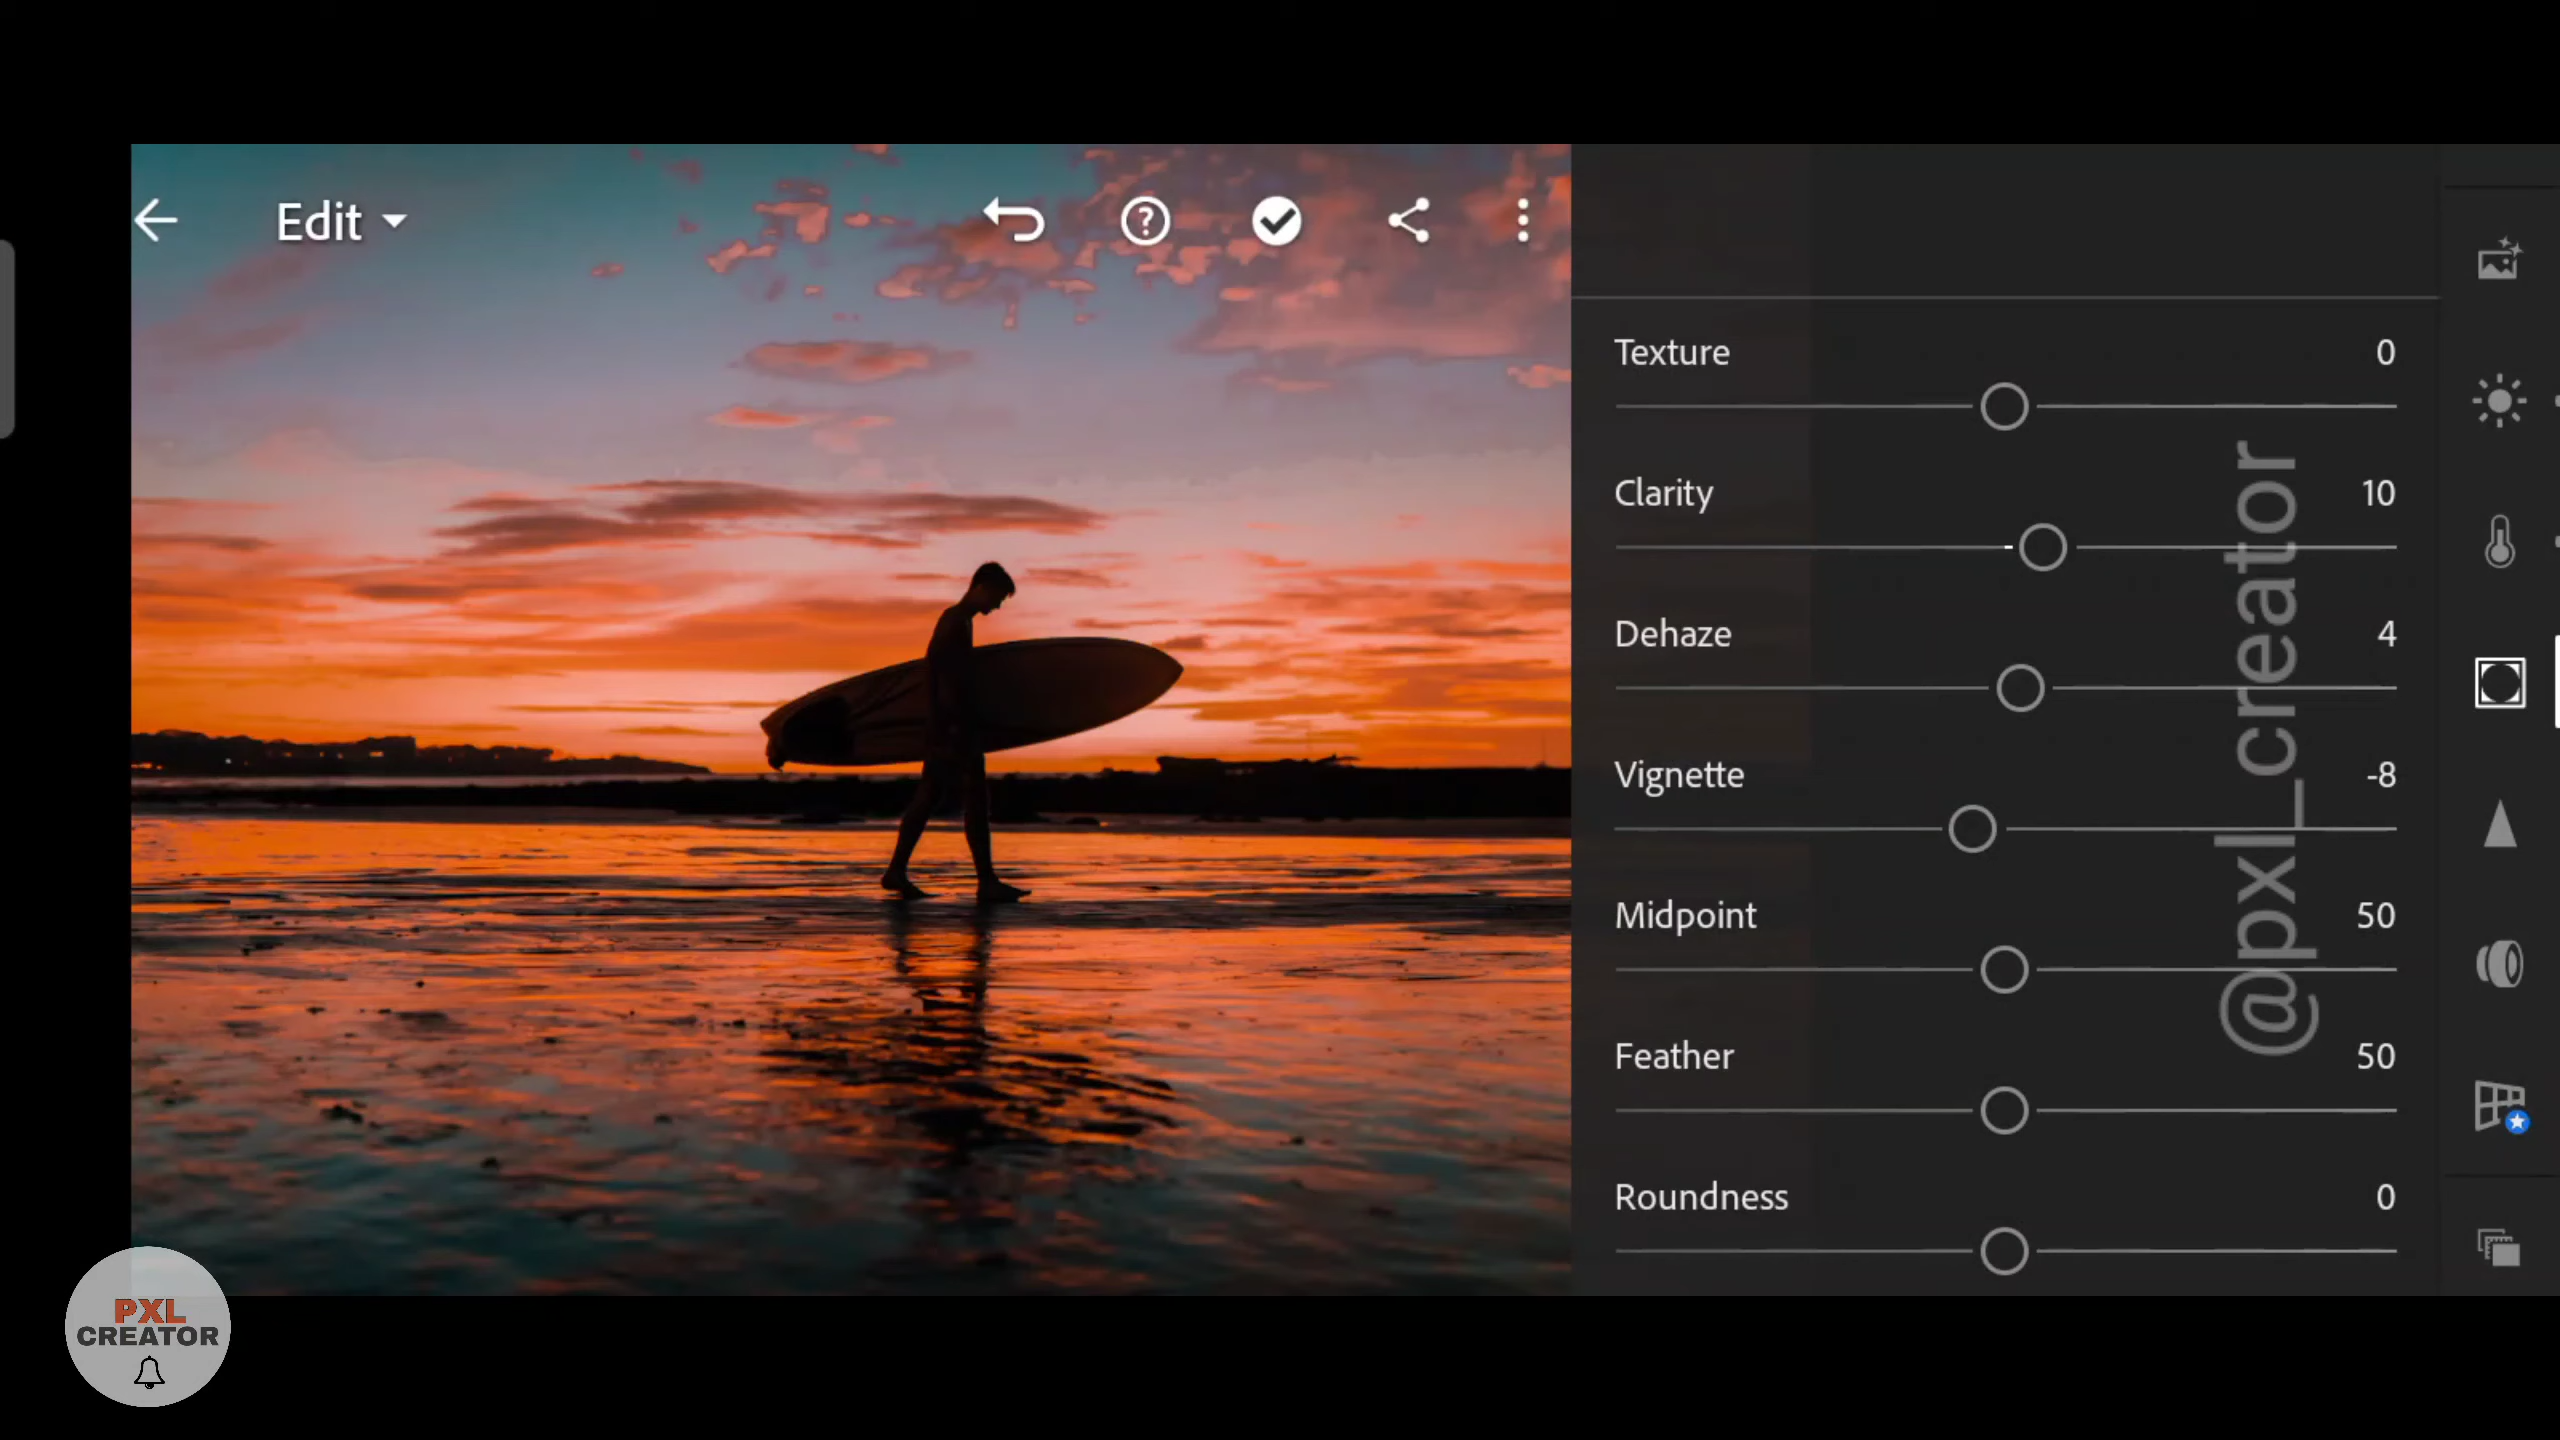 Edit
Texture 0
Clarity 10
Dehaze 4
Vignette -8
Midpoint 50
Feather 50
Roundness 0
@pxl_creator
PXL
CREATOR